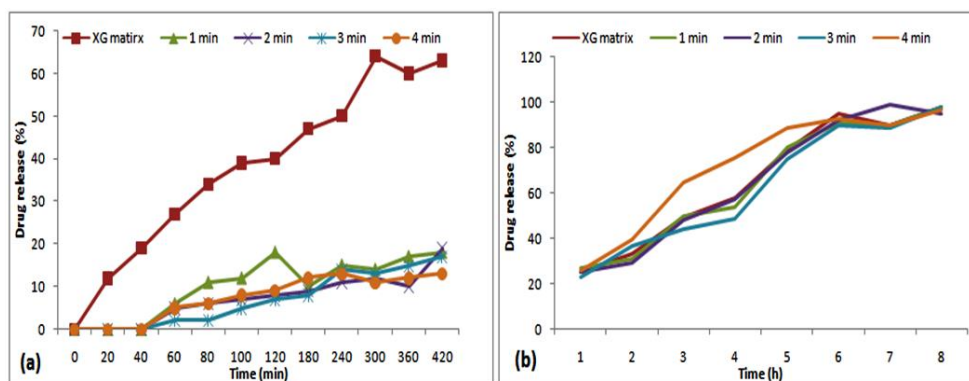 70
60
50
40
30
20
10
0
Drug release (%)
XG matirx
1 min
2 min
3 min
4 min
0 20 40 60 80 100 120 180 240 300 360 420
Time (min)
(a)
120
100
80
60
40
20
0
Drug release (%)
XG matrix
1 min
2 min
3 min
4 min
1 2 3 4 5 6 7 8
Time (h)
(b)